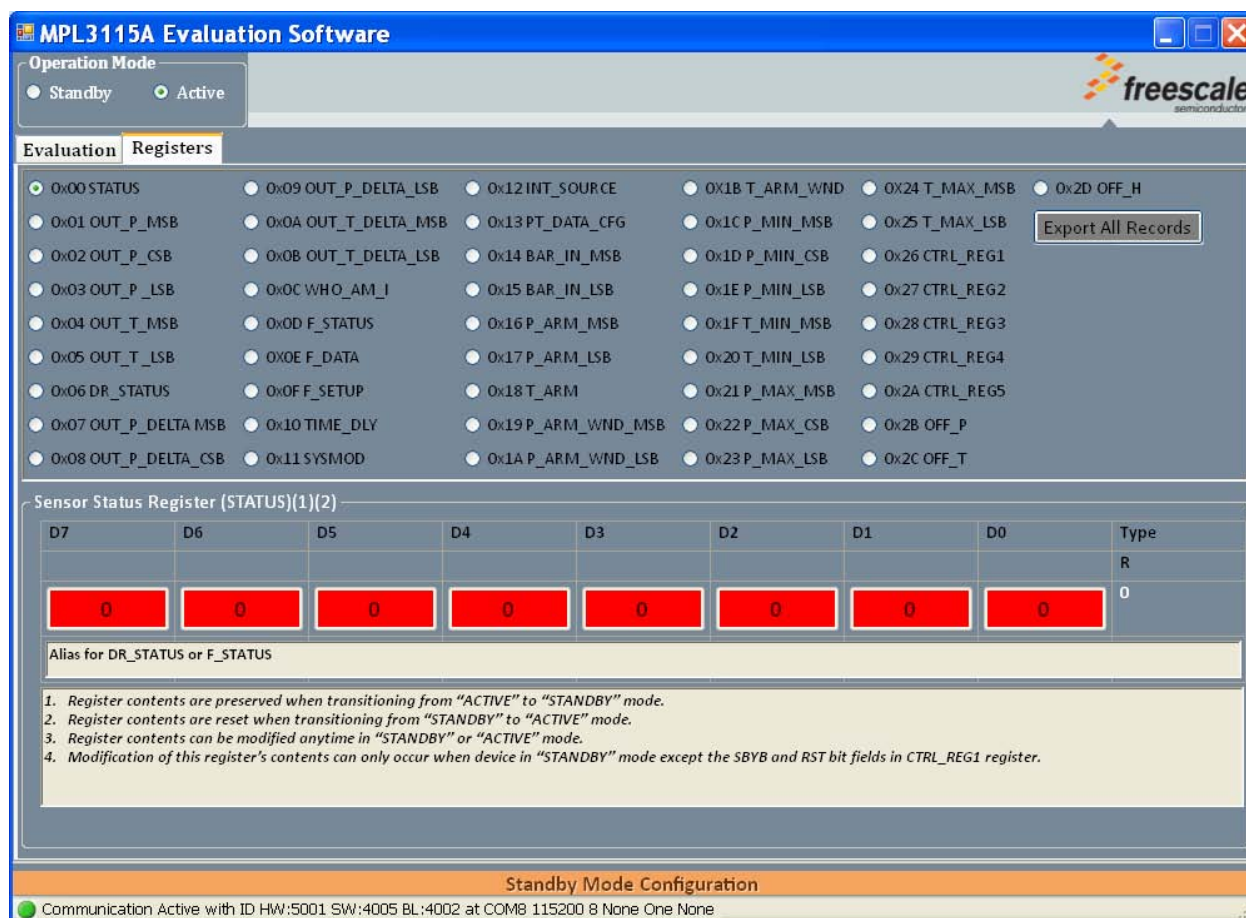 MPL3115A Evaluation Software
Operation Mode
Standby Active
freescale
semiconductor
Evaluation Registers
0x00 STATUS 0x09 OUT_P_DELTA_LSB 0x12 INT_SOURCE 0X1B T_ARM_WND 0X24 T_MAX_MSB 0x2D OFF_H
0x01 OUT_P_MSB 0x0A OUT_T_DELTA_MSB 0x13 PT_DATA_CFG 0x1C P_MIN_MSB 0x25 T_MAX_LSB Export All Records
0x02 OUT_P_CSB 0x0B OUT_T_DELTA_LSB 0x14 BAR_IN_MSB 0x1D P_MIN_CSB 0x26 CTRL_REG1
0x03 OUT_P _LSB 0x0C WHO_AM_I 0x15 BAR_IN_LSB 0x1E P_MIN_LSB 0x27 CTRL_REG2
0x04 OUT_T_MSB 0x0D F_STATUS 0x16 P_ARM_MSB 0x1F T_MIN_MSB 0x28 CTRL_REG3
0x05 OUT_T _LSB 0X0E F_DATA 0x17 P_ARM_LSB 0x20 T_MIN_LSB 0x29 CTRL_REG4
0x06 DR_STATUS 0x0F F_SETUP 0x18 T_ARM 0x21 P_MAX_MSB 0x2A CTRL_REG5
0x07 OUT_P_DELTA MSB 0x10 TIME_DLY 0x19 P_ARM_WND_MSB 0x22 P_MAX_CSB 0x2B OFF_P
0x08 OUT_P_DELTA_CSB 0x11 SYSMOD 0x1A P_ARM_WND_LSB 0x23 P_MAX_LSB 0x2C OFF_T
Sensor Status Register (STATUS)(1)(2)
D7 D6 D5 D4 D3 D2 D1 D0 Type
R
0 0 0 0 0 0 0 0 0
Alias for DR_STATUS or F_STATUS
1. Register contents are preserved when transitioning from “ACTIVE” to “STANDBY” mode.
2. Register contents are reset when transitioning from “STANDBY” to “ACTIVE” mode.
3. Register contents can be modified anytime in “STANDBY” or “ACTIVE” mode.
4. Modification of this register’s contents can only occur when device in “STANDBY” mode except the SBYB and RST bit fields in CTRL_REG1 register.
Standby Mode Configuration
Communication Active with ID HW:5001 SW:4005 BL:4002 at COM8 115200 8 None One None